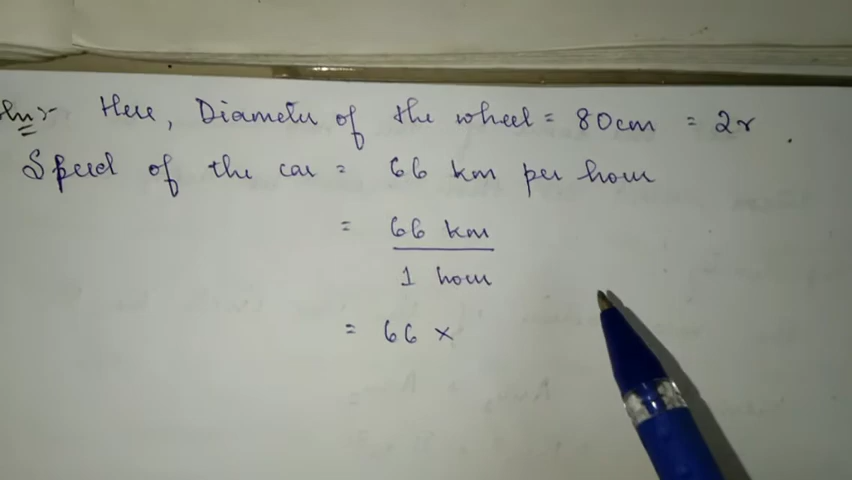 Soln:- Here, Diameter of the wheel = 80cm = 2r.
Speed of the car = 66 km per hour
= 66 km
1 hour
= 66 ×